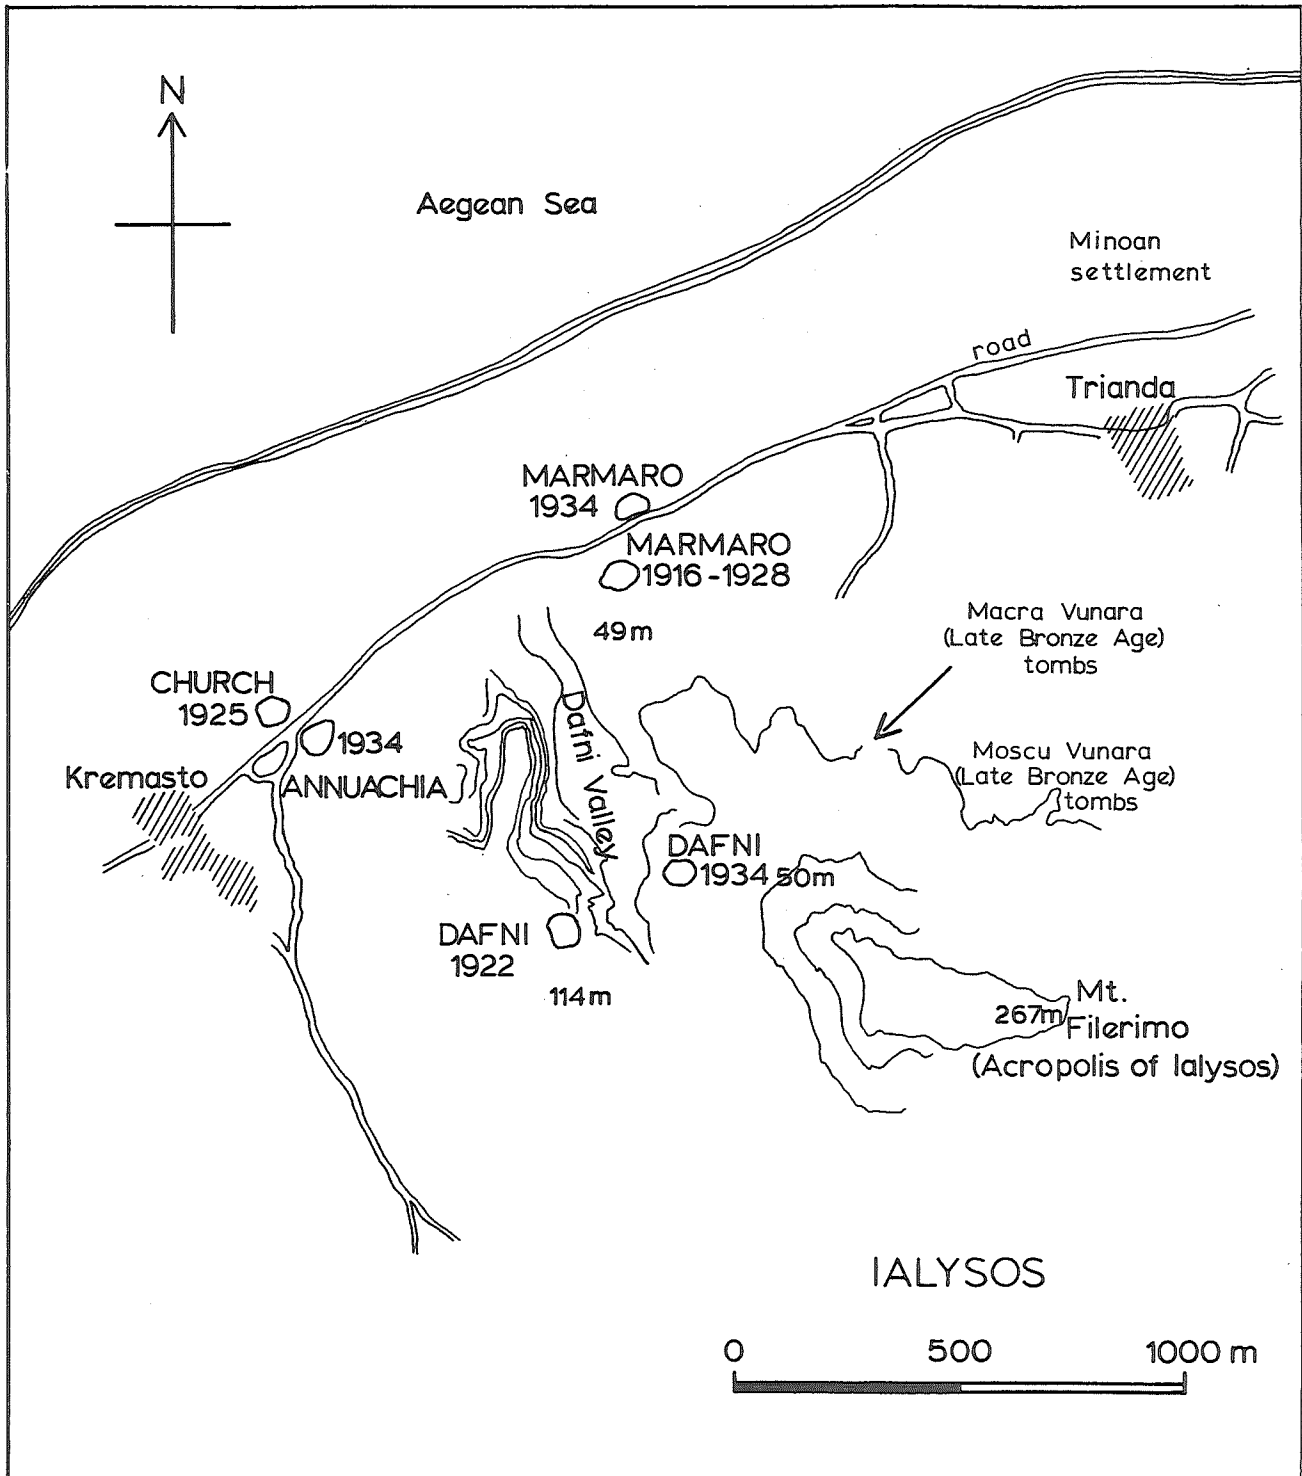 N
Aegean Sea
Minoan
settlement
road
Trianda
MARMARO
1934
MARMARO
1916-1928
49m
Macra Vunara
(Late Bronze Age)
tombs
CHURCH
1925
1934
ANNUACHIA
Kremasto
Dafni Valley
Moscu Vunara
(Late Bronze Age)
tombs
DAFNI
1934
50m
DAFNI
1922
114m
267m
Mt.
Filerimo
(Acropolis of Ialysos)
IALYSOS
0 500 1000 m